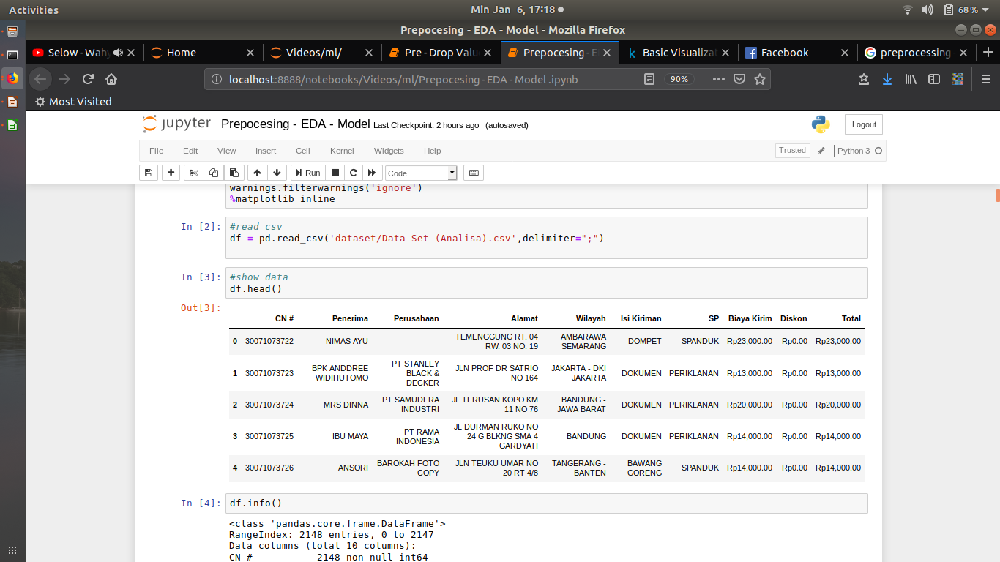 Activities
Min Jan 6, 17:18
68%
Prepocesing - EDA - Model - Mozilla Firefox
Selow - Wahy
Home
Videos/ml/
Pre - Drop Valu
Prepocesing - E
Basic Visualiza
Facebook
preprocessing
localhost:8888/notebooks/Videos/ml/Prepocesing - EDA - Model .ipynb
90%
Most Visited
jupyter Prepocesing - EDA - Model Last Checkpoint: 2 hours ago (autosaved)
Logout
File Edit View Insert Cell Kernel Widgets Help
Trusted
Python 3
Run
Code
warnings.filterwarnings('ignore')
%matplotlib inline
In [2]: #read csv
df = pd.read_csv('dataset/Data Set (Analisa).csv',delimiter=";")
In [3]: #show data
df.head()
Out[3]:
CN # Penerima Perusahaan Alamat Wilayah Isi Kiriman SP Biaya Kirim Diskon Total
0 30071073722 NIMAS AYU - TEMENGGUNG RT. 04 AMBARAWA DOMPET SPANDUK Rp23,000.00 Rp0.00 Rp23,000.00
RW. 03 NO. 19 SEMARANG
1 30071073723 BPK ANDDREE PT STANLEY JLN PROF DR SATRIO JAKARTA - DKI DOKUMEN PERIKLANAN Rp13,000.00 Rp0.00 Rp13,000.00
WIDIHUTOMO BLACK & NO 164 JAKARTA
DECKER
2 30071073724 MRS DINNA PT SAMUDERA JL TERUSAN KOPO KM BANDUNG - DOKUMEN PERIKLANAN Rp20,000.00 Rp0.00 Rp20,000.00
INDUSTRI 11 NO 76 JAWA BARAT
3 30071073725 IBU MAYA PT RAMA JL DURMAN RUKO NO BANDUNG DOKUMEN PERIKLANAN Rp14,000.00 Rp0.00 Rp14,000.00
INDONESIA 24 G BLKNG SMA 4
GARDYATI
4 30071073726 ANSORI BAROKAH FOTO JLN TEUKU UMAR NO TANGERANG - BAWANG SPANDUK Rp14,000.00 Rp0.00 Rp14,000.00
COPY 20 RT 4/8 BANTEN GORENG
In [4]: df.info()
<class 'pandas.core.frame.DataFrame'>
RangeIndex: 2148 entries, 0 to 2147
Data columns (total 10 columns):
CN # 2148 non-null int64